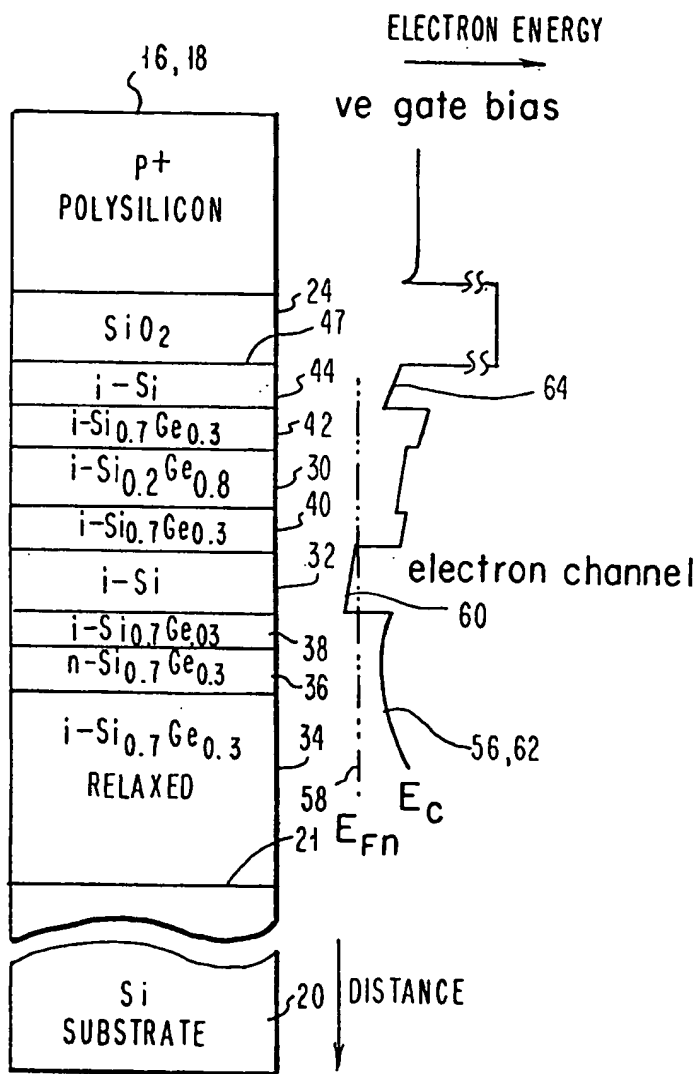 ELECTRON ENERGY
16,18
ve gate bias
p+
POLYSILICON
24
SiO2
47
i-Si
44
64
i-Si0.7Ge0.3
42
i-Si0.2Ge0.8
30
i-Si0.7Ge0.3
40
i-Si
32
electron channel
60
i-Si0.7Ge.03
38
n-Si0.7Ge0.3
36
i-Si0.7Ge0.3
RELAXED
34
56,62
58
EC
EFn
21
Si
SUBSTRATE
20
DISTANCE